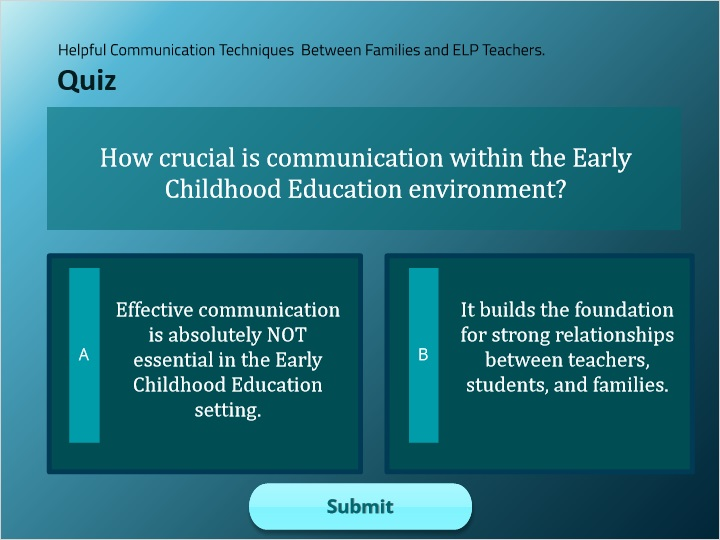 Helpful Communication Techniques  Between Families and ELP Teachers.
Quiz
How crucial is communication within the Early
Childhood Education environment?
A
Effective communication
is absolutely NOT
essential in the Early
Childhood Education
setting.
B
It builds the foundation
for strong relationships
between teachers,
students, and families.
Submit